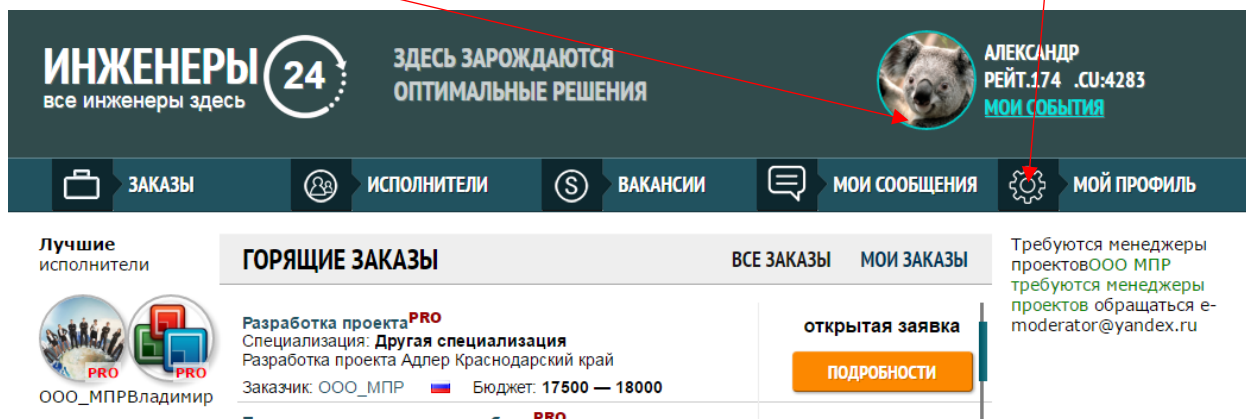 ИНЖЕНЕРЫ 24
все инженеры здесь
ЗДЕСЬ ЗАРОЖДАЮТСЯ
ОПТИМАЛЬНЫЕ РЕШЕНИЯ
АЛЕКСАНДР
РЕЙТ.174 .CU:4283
МОИ СОБЫТИЯ
ЗАКАЗЫ
ИСПОЛНИТЕЛИ
ВАКАНСИИ
МОИ СООБЩЕНИЯ
МОЙ ПРОФИЛЬ
Лучшие
исполнители
PRO PRO
ООО_МПРВладимир
ГОРЯЩИЕ ЗАКАЗЫ ВСЕ ЗАКАЗЫ МОИ ЗАКАЗЫ
Разработка проектаPRO
Специализация: Другая специализация
Разработка проекта Адлер Краснодарский край
Заказчик: ООО_МПР Бюджет: 17500 — 18000
PRO
открытая заявка
ПОДРОБНОСТИ
Требуются менеджеры
проектовООО МПР
требуются менеджеры
проектов обращаться e-
moderator@yandex.ru